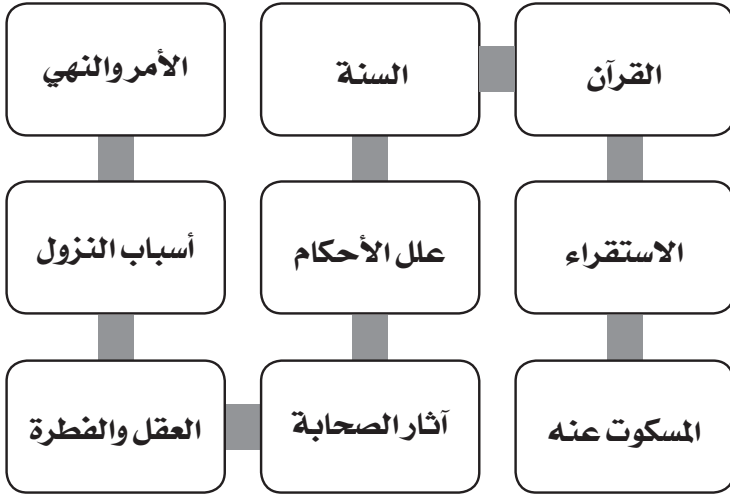 القرآن
السنة
الأمر والنهي
الاستقراء
علل الأحكام
أسباب النزول
المسكوت عنه
آثار الصحابة
العقل والفطرة